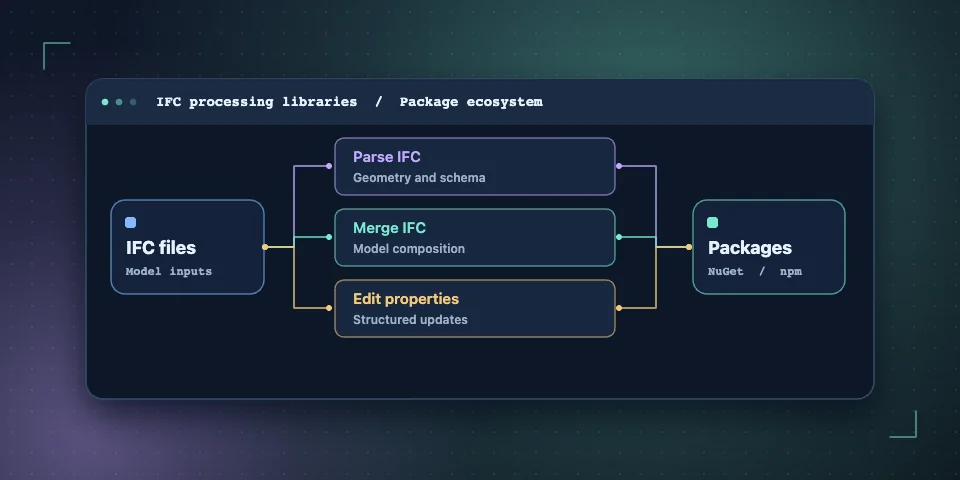 IFC processing libraries / Package ecosystem
IFC files
Model inputs
Parse IFC
Geometry and schema
Merge IFC
Model composition
Edit properties
Structured updates
Packages
NuGet / npm